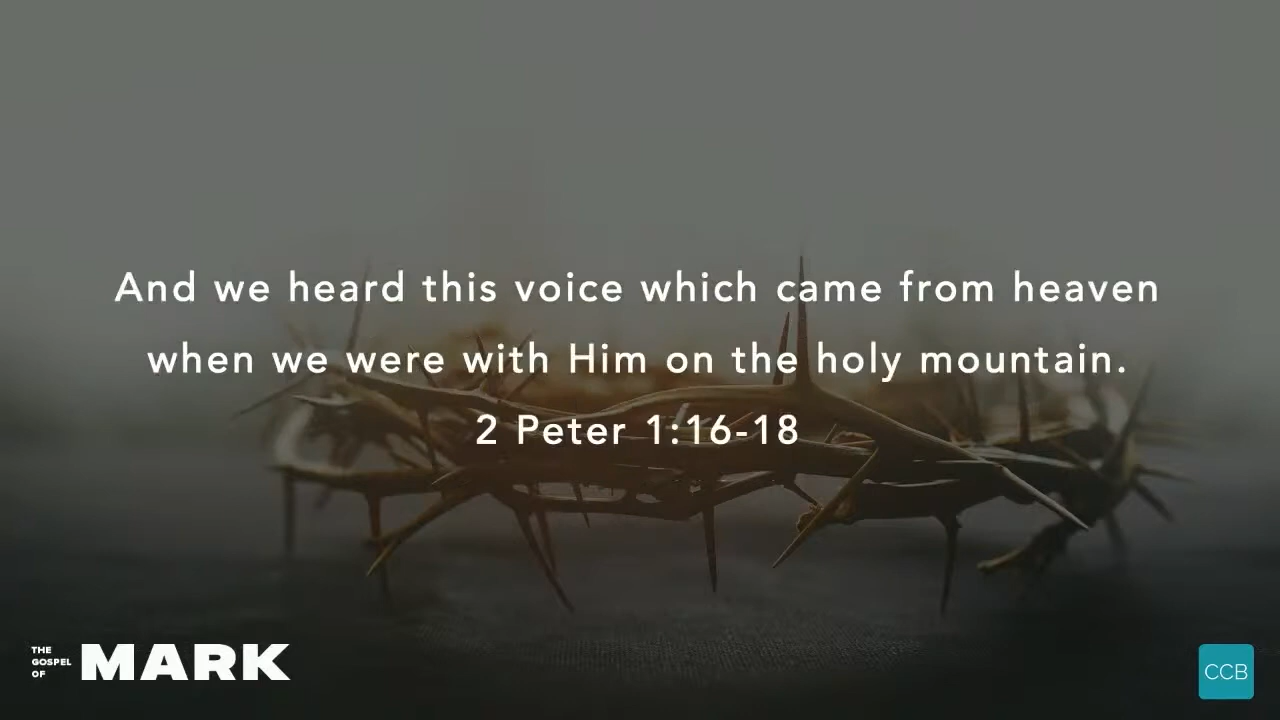 And we heard this voice which came from heaven
when we were with Him on the holy mountain.
2 Peter 1:16-18
THE
GOSPEL
OF
MARK
CCB